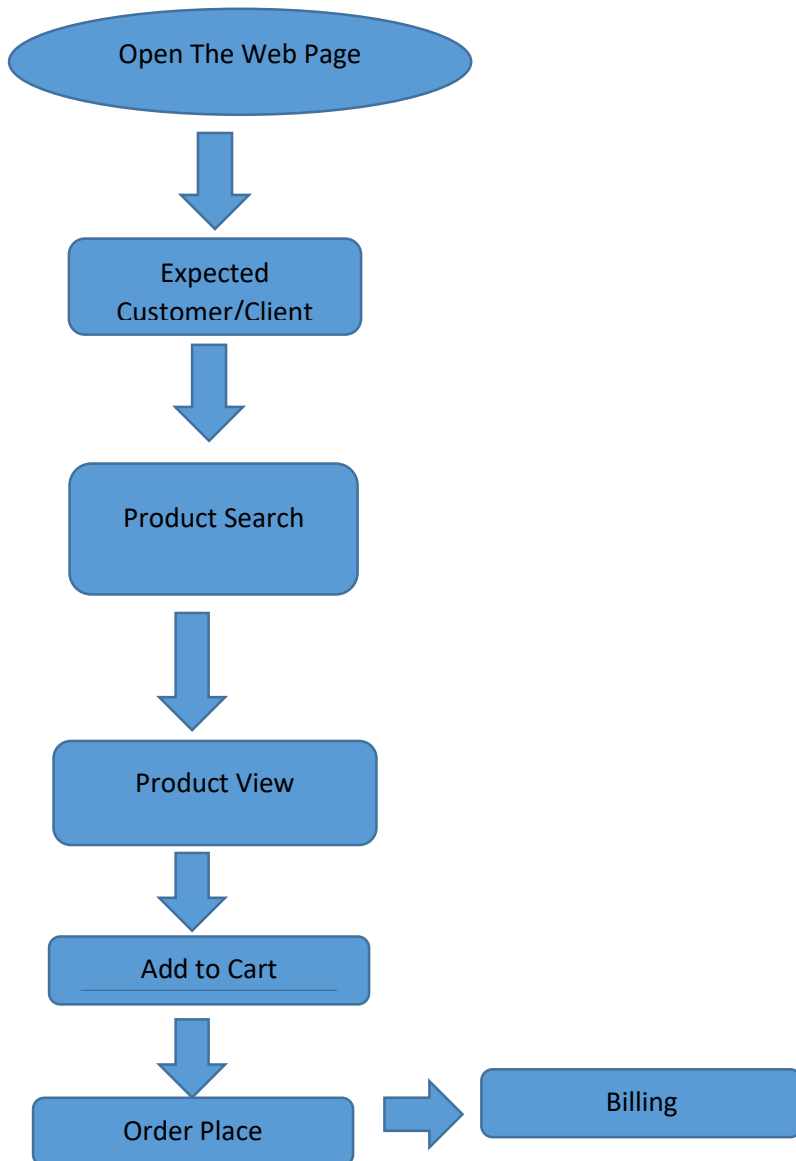 Open The Web Page
Expected
Customer/Client
Product Search
Product View
Add to Cart
Order Place
Billing